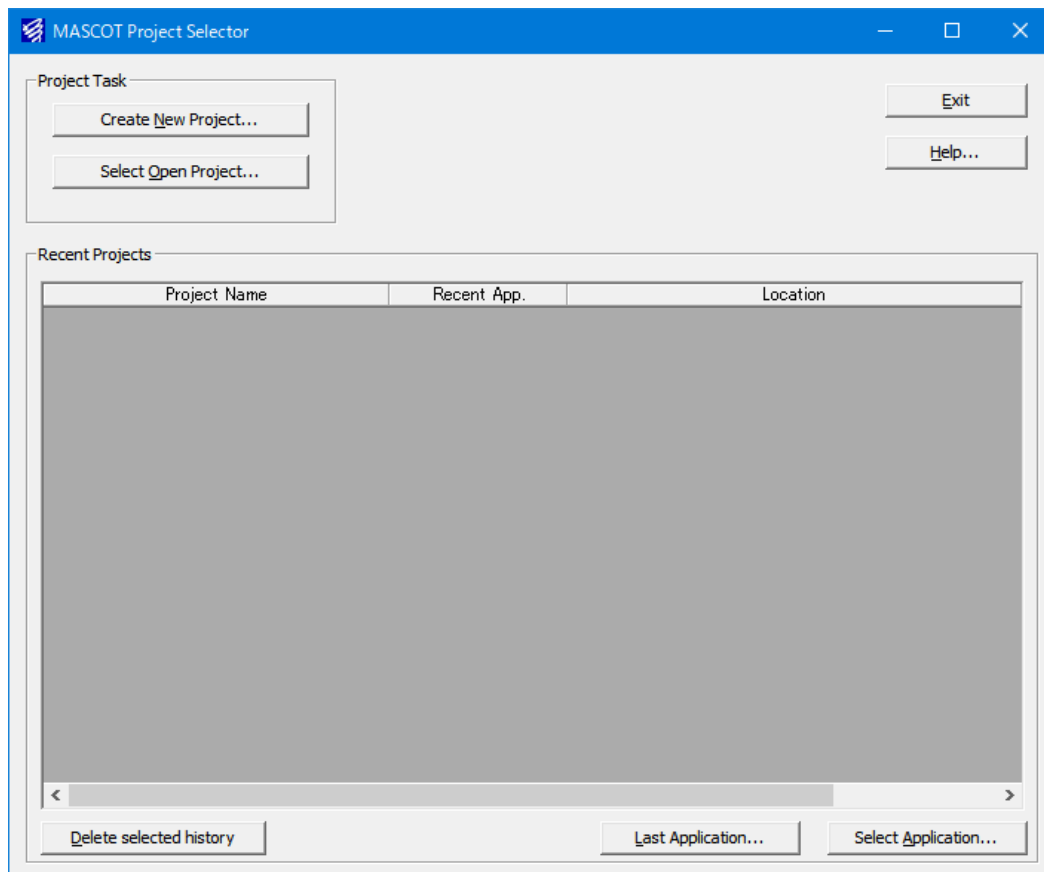 MASCOT Project Selector
Project Task
Create New Project...
Select Open Project...
Exit
Help...
Recent Projects
Project Name Recent App. Location
Delete selected history Last Application... Select Application...